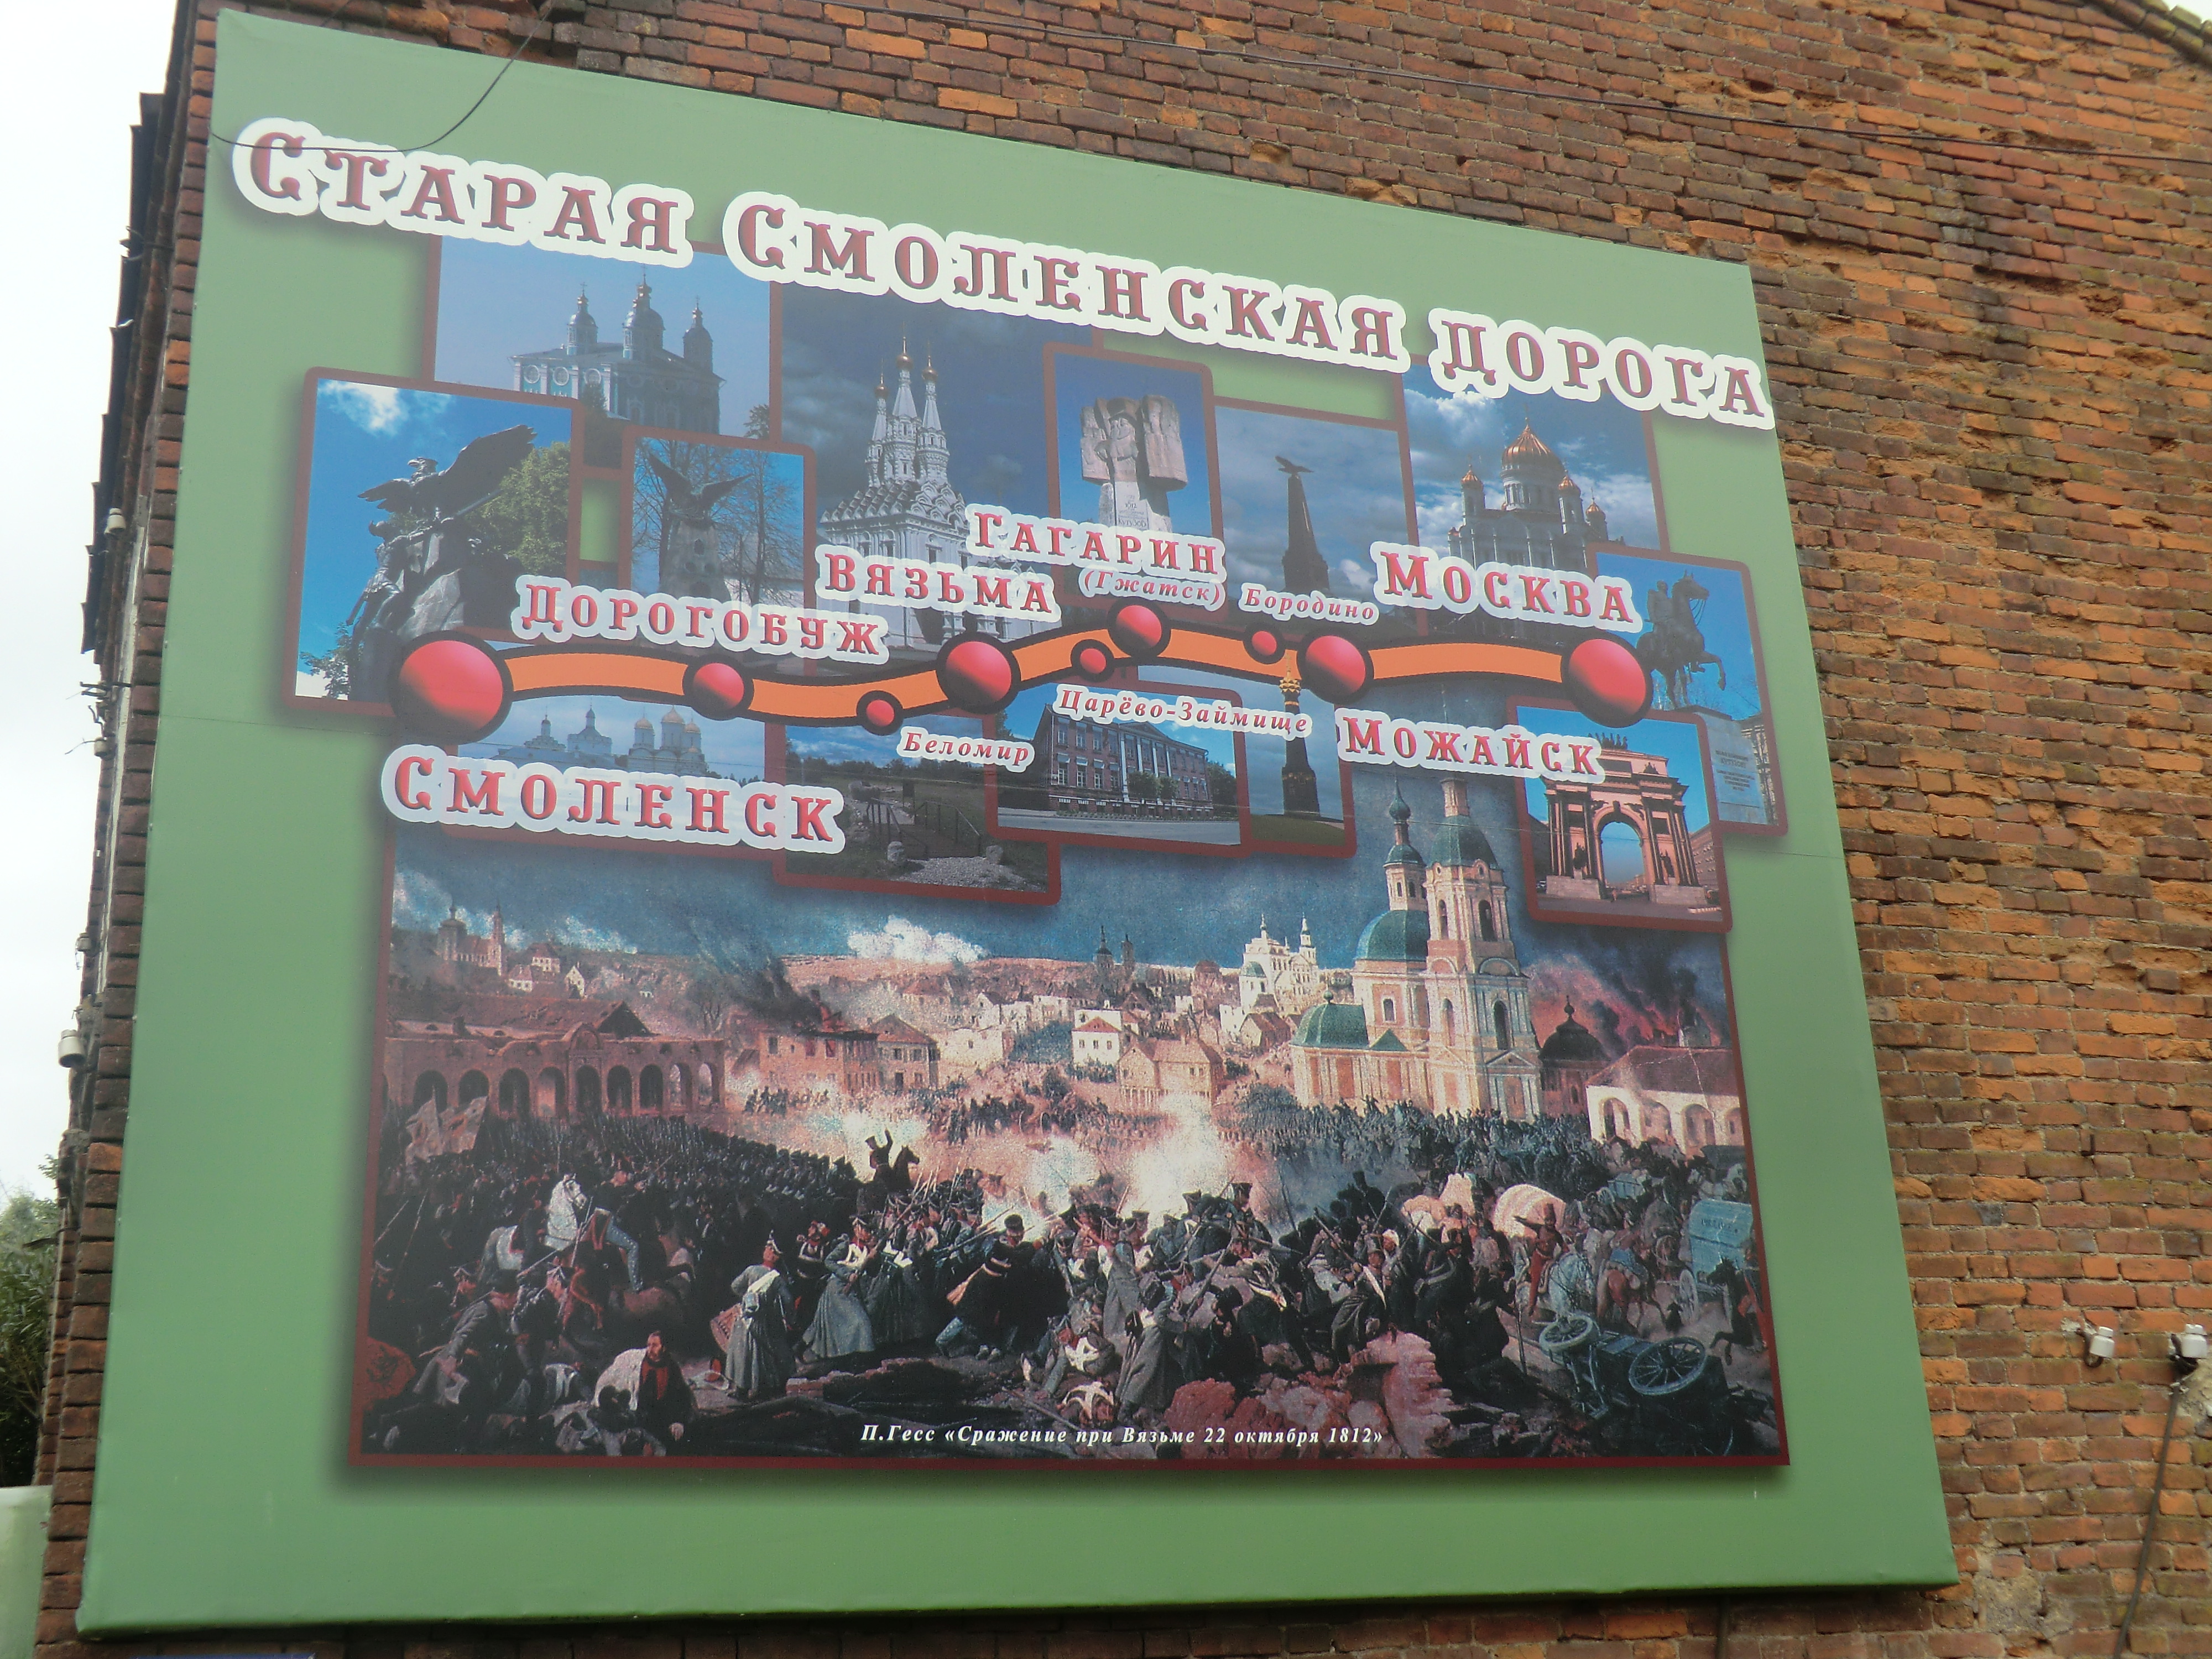 Старая Смоленская дорога
Гагарин
(Гжатск)
Вязьма
Дорогобуж
Бородино
Москва
Царёво-Займище
Беломир
Можайск
Смоленск
П.Гесс «Сражение при Вязьме 22 октября 1812»